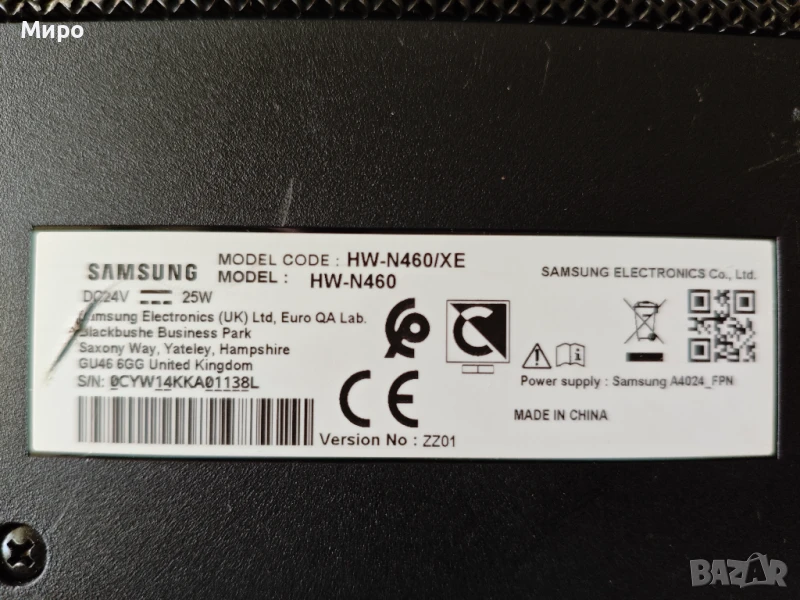 Миро
SAMSUNG
MODEL CODE : HW-N460/XE
MODEL : HW-N460
DC24V 25W
Samsung Electronics (UK) Ltd, Euro QA Lab.
Blackbushe Business Park
Saxony Way, Yateley, Hampshire
GU46 6GG United Kingdom
S/N: 0CYW14KKA01138L
Version No : ZZ01
SAMSUNG ELECTRONICS Co., Ltd.
Power supply : Samsung A4024_FPN
MADE IN CHINA
CE
BAZAR